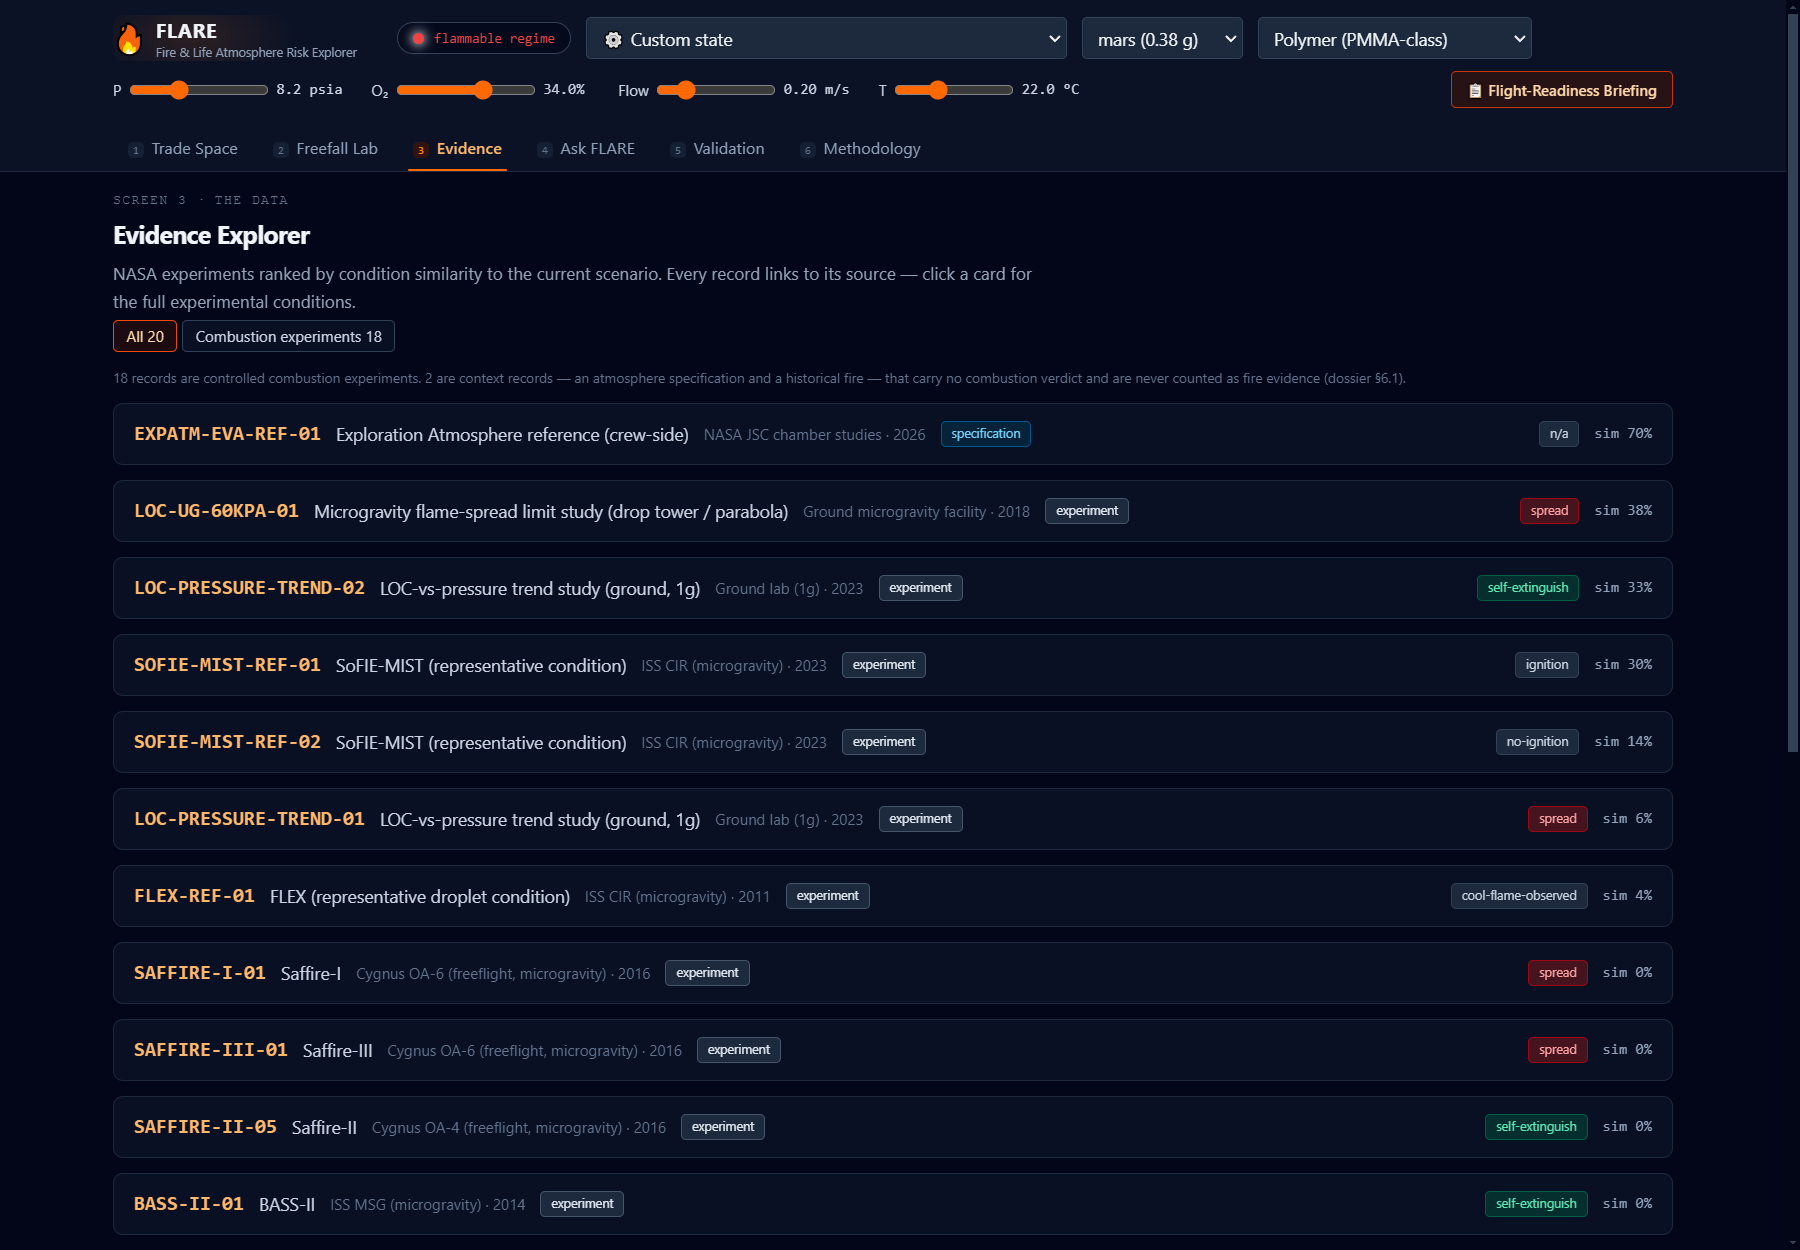 FLARE
Fire & Life Atmosphere Risk Explorer
flammable regime
Custom state
mars (0.38 g)
Polymer (PMMA-class)
P 8.2 psia O₂ 34.0% Flow 0.20 m/s T 22.0 °C
Flight-Readiness Briefing
1 Trade Space 2 Freefall Lab 3 Evidence 4 Ask FLARE 5 Validation 6 Methodology
SCREEN 3 · THE DATA
Evidence Explorer
NASA experiments ranked by condition similarity to the current scenario. Every record links to its source — click a card for
the full experimental conditions.
All 20 Combustion experiments 18
18 records are controlled combustion experiments. 2 are context records — an atmosphere specification and a historical fire — that carry no combustion verdict and are never counted as fire evidence (dossier §6.1).
EXPATM-EVA-REF-01 Exploration Atmosphere reference (crew-side) NASA JSC chamber studies · 2026 specification n/a sim 70%
LOC-UG-60KPA-01 Microgravity flame-spread limit study (drop tower / parabola) Ground microgravity facility · 2018 experiment spread sim 38%
LOC-PRESSURE-TREND-02 LOC-vs-pressure trend study (ground, 1g) Ground lab (1g) · 2023 experiment self-extinguish sim 33%
SOFIE-MIST-REF-01 SoFIE-MIST (representative condition) ISS CIR (microgravity) · 2023 experiment ignition sim 30%
SOFIE-MIST-REF-02 SoFIE-MIST (representative condition) ISS CIR (microgravity) · 2023 experiment no-ignition sim 14%
LOC-PRESSURE-TREND-01 LOC-vs-pressure trend study (ground, 1g) Ground lab (1g) · 2023 experiment spread sim 6%
FLEX-REF-01 FLEX (representative droplet condition) ISS CIR (microgravity) · 2011 experiment cool-flame-observed sim 4%
SAFFIRE-I-01 Saffire-I Cygnus OA-6 (freeflight, microgravity) · 2016 experiment spread sim 0%
SAFFIRE-III-01 Saffire-III Cygnus OA-6 (freeflight, microgravity) · 2016 experiment spread sim 0%
SAFFIRE-II-05 Saffire-II Cygnus OA-4 (freeflight, microgravity) · 2016 experiment self-extinguish sim 0%
BASS-II-01 BASS-II ISS MSG (microgravity) · 2014 experiment self-extinguish sim 0%